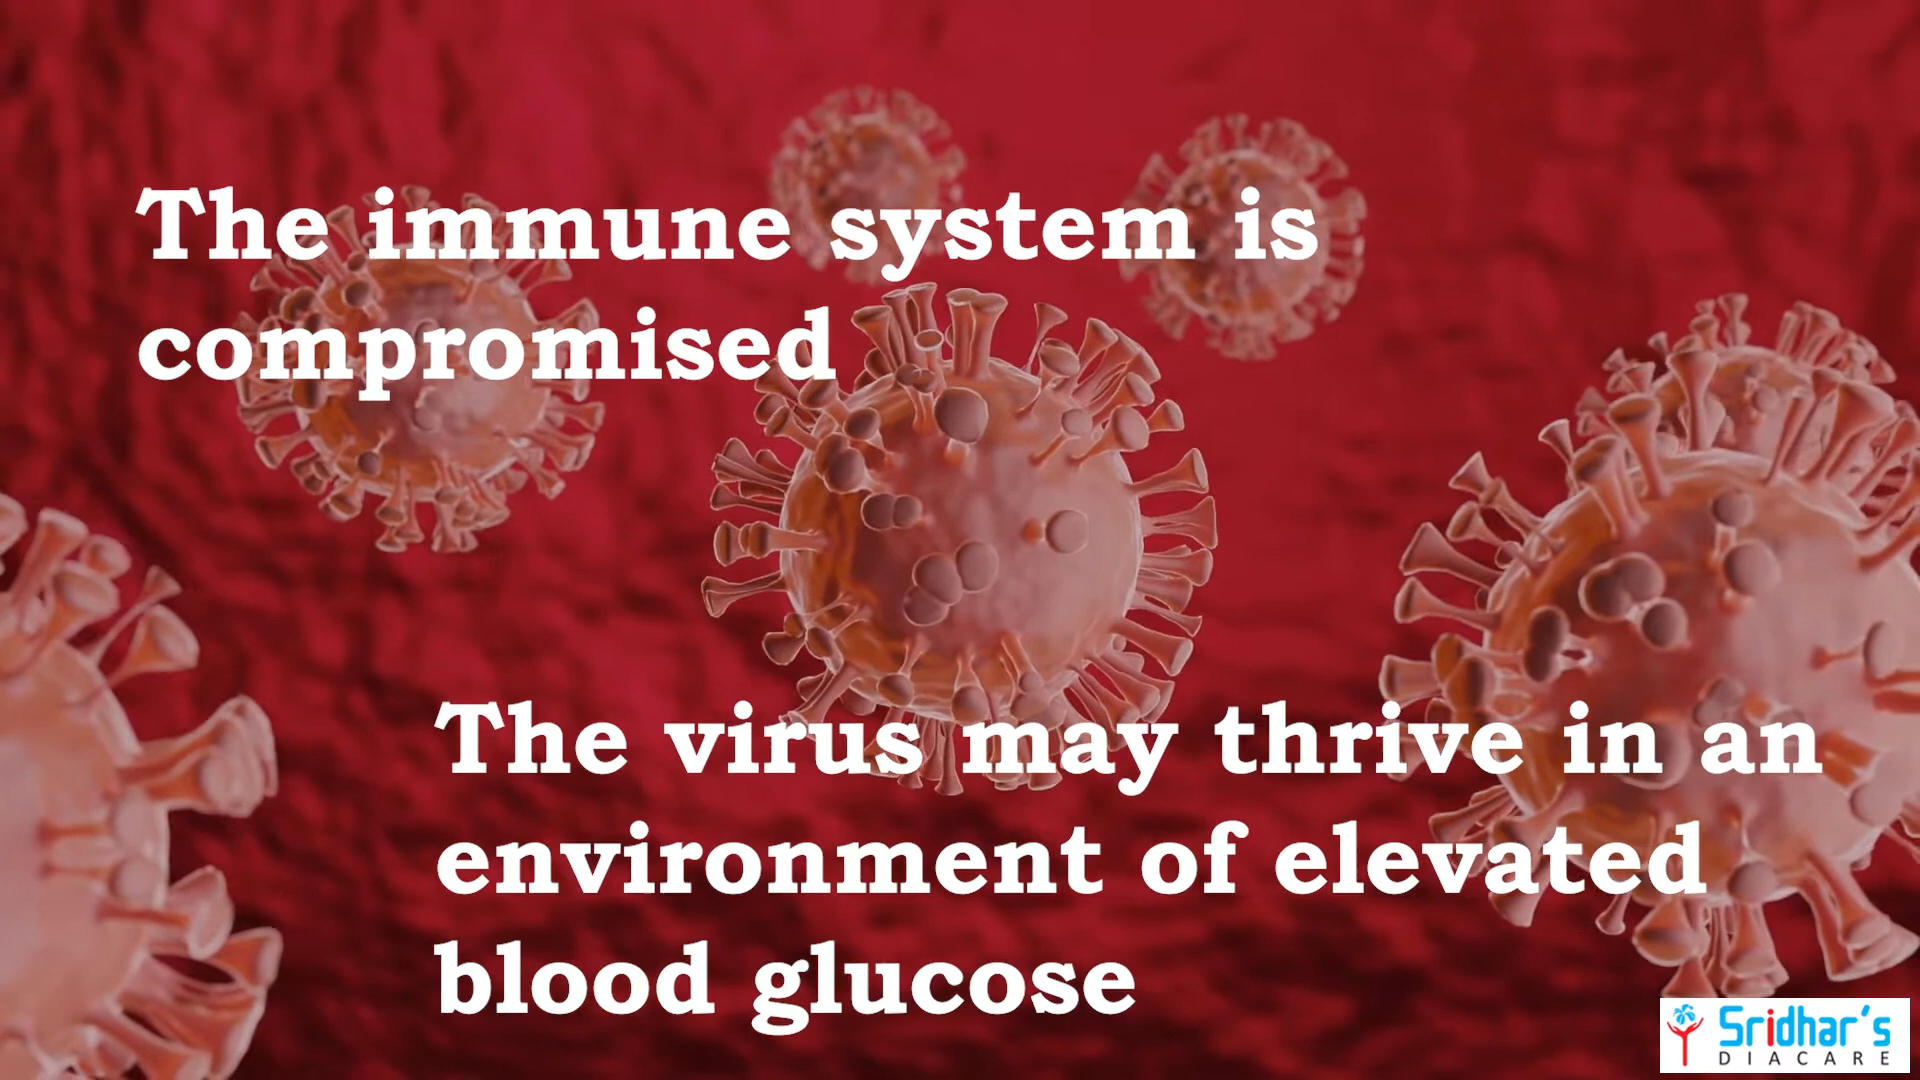 The immune system is
compromised
The virus may thrive in an
environment of elevated
blood glucose
Sridhar's
DIACARE